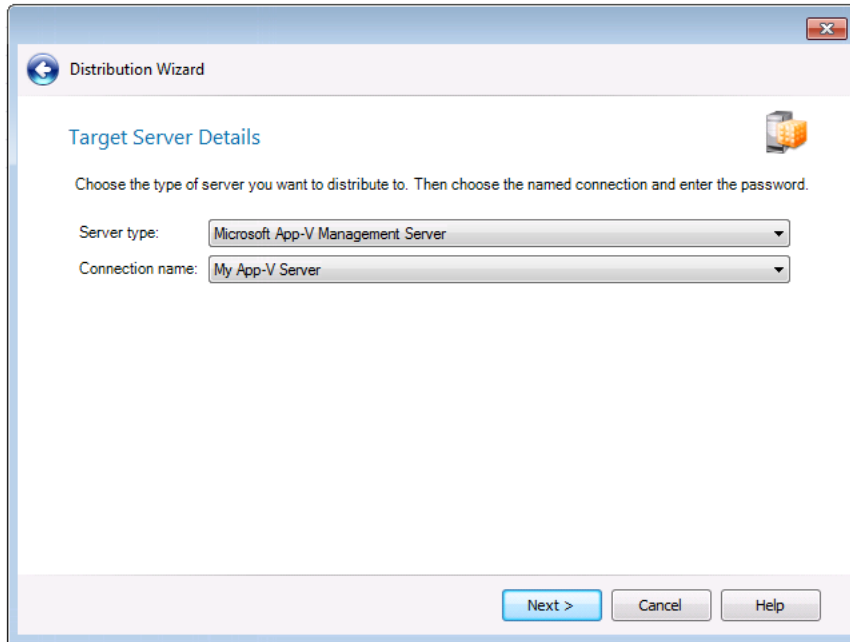 Distribution Wizard
Target Server Details
Choose the type of server you want to distribute to. Then choose the named connection and enter the password.
Server type: Microsoft App-V Management Server
Connection name: My App-V Server
Next > Cancel Help